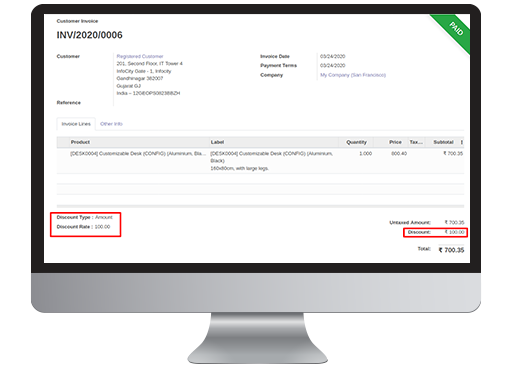 Customer Invoice
PAID
INV/2020/0006
Customer Registered Customer Invoice Date 03/24/2020
201, Second Floor, IT Tower 4 Payment Terms 03/24/2020
InfoCity Gate - 1, Infocity Company My Company (San Francisco)
Gandhinagar 382007
Gujarat GJ
India –
Reference
Invoice Lines Other Info
Product Label Quantity Price Tax... Subtotal
[DESK0004] Customizable Desk (CONFIG) (Aluminium, Bla... [DESK0004] Customizable Desk (CONFIG) (Aluminium, 1.000 800.40 ₹ 700.35
Black)
160x80cm, with large legs.
Discount Type : Amount
Discount Rate : 100.00
Untaxed Amount: ₹ 700.35
Discount: ₹ 100.00
Total: ₹ 700.35